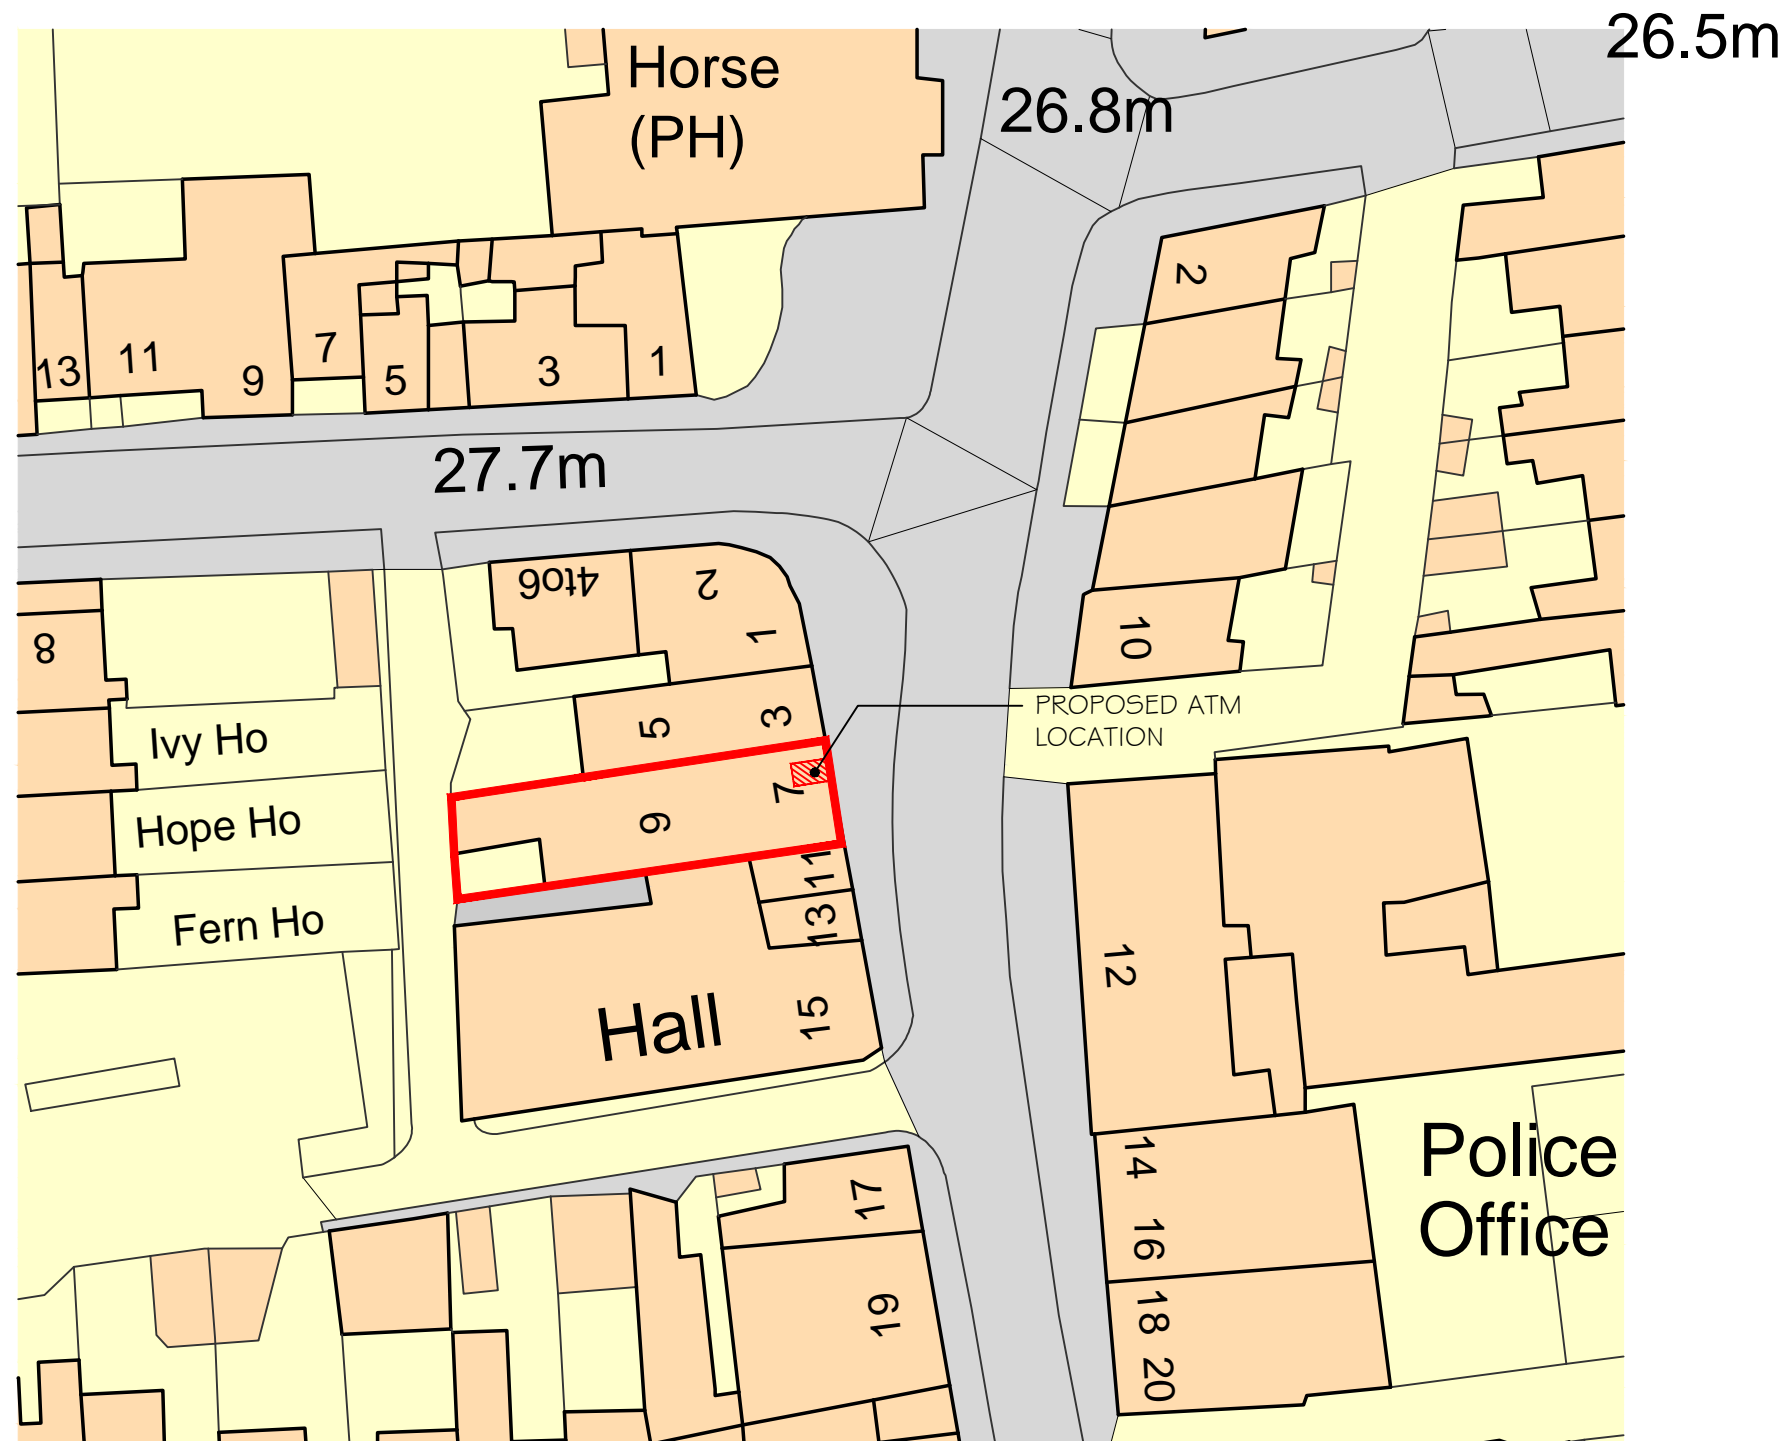 26.5m
Horse
(PH)
26.8m
2
13
11
9
7
5
3
1
27.7m
4to6
2
1
8
10
5
3
PROPOSED ATM
LOCATION
Ivy Ho
7
9
Hope Ho
11
Fern Ho
13
12
Hall
15
14
Police
Office
16
17
18
19
20